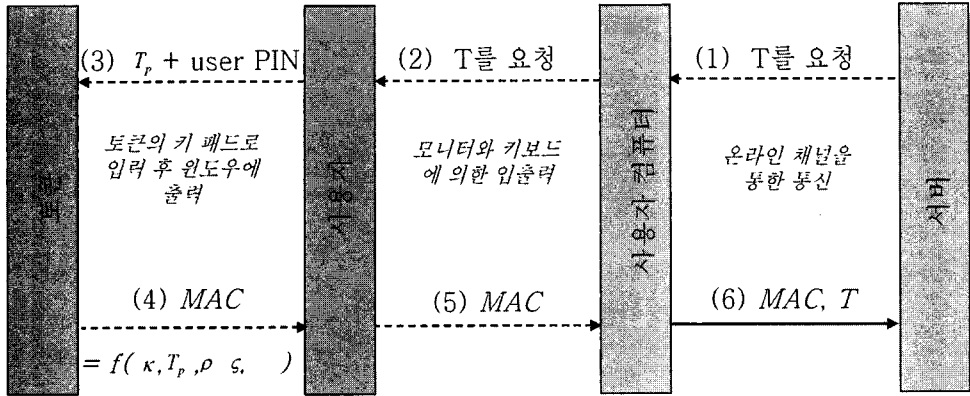 (3) Tₚ + user PIN
(2) T를 요청
(1) T를 요청
토큰의 키 패드로
입력 후 윈도우에
출력
모니터와 키보드
에 의한 입출력
온라인 채널을
통한 통신
토큰
사용자
사용자 컴퓨터
서버
(4) MAC
= f( κ, Tₚ ,ρ ς, )
(5) MAC
(6) MAC, T